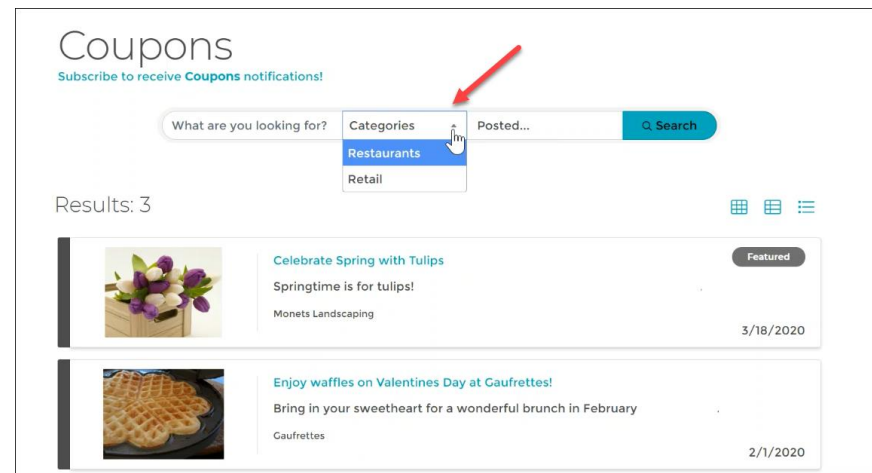 Coupons
Subscribe to receive Coupons notifications!
What are you looking for?
Categories
Posted...
Search
Restaurants
Retail
Results: 3
Celebrate Spring with Tulips
Featured
Springtime is for tulips!
Monets Landscaping
3/18/2020
Enjoy waffles on Valentines Day at Gaufrettes!
Bring in your sweetheart for a wonderful brunch in February
Gaufrettes
2/1/2020